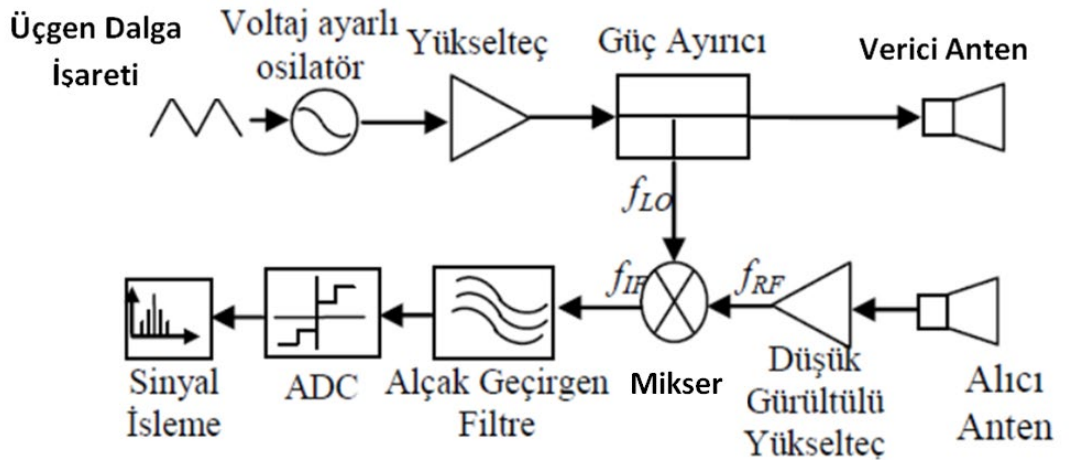 Üçgen Dalga
İşareti
Voltaj ayarlı
osilatör
Yükselteç
Güç Ayırıcı
Verici Anten
fLO
fIF
fRF
Sinyal
İşleme
ADC
Alçak Geçirgen
Filtre
Mikser
Düşük
Gürültülü
Yükselteç
Alıcı
Anten